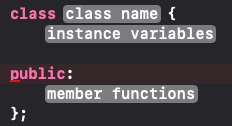 class class name {
instance variables
public:
member functions
};